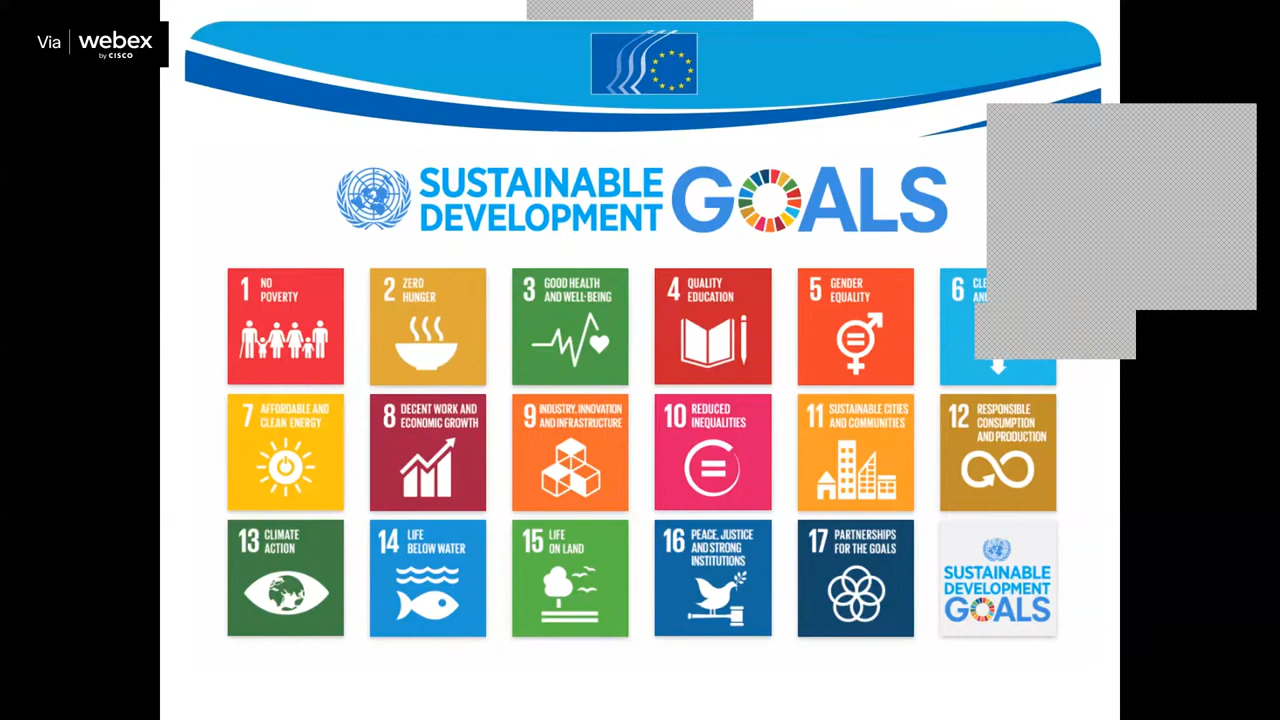 Via webex
by CISCO
SUSTAINABLE
DEVELOPMENT
GOALS
1 NO
POVERTY
2 ZERO
HUNGER
3 GOOD HEALTH
AND WELL-BEING
4 QUALITY
EDUCATION
5 GENDER
EQUALITY
6
7 AFFORDABLE AND
CLEAN ENERGY
8 DECENT WORK AND
ECONOMIC GROWTH
9 INDUSTRY, INNOVATION
AND INFRASTRUCTURE
10 REDUCED
INEQUALITIES
11 SUSTAINABLE CITIES
AND COMMUNITIES
12 RESPONSIBLE
CONSUMPTION
AND PRODUCTION
13 CLIMATE
ACTION
14 LIFE
BELOW WATER
15 LIFE
ON LAND
16 PEACE, JUSTICE
AND STRONG
INSTITUTIONS
17 PARTNERSHIPS
FOR THE GOALS
SUSTAINABLE
DEVELOPMENT
GOALS